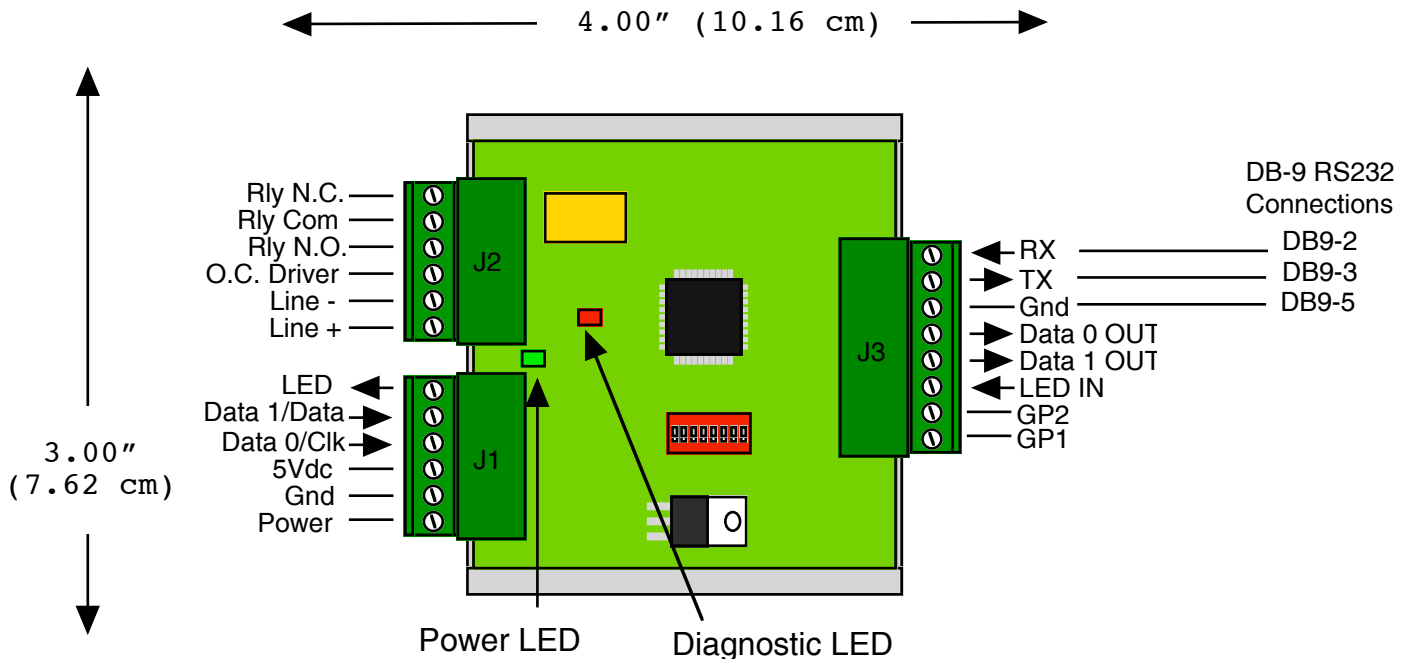 4.00″ (10.16 cm)
3.00″
(7.62 cm)
Rly N.C.
Rly Com
Rly N.O.
O.C. Driver
Line -
Line +
J2
LED
Data 1/Data
Data 0/Clk
5Vdc
Gnd
Power
J1
J3
RX
TX
Gnd
Data 0 OUT
Data 1 OUT
LED IN
GP2
GP1
DB-9 RS232
Connections
DB9-2
DB9-3
DB9-5
Power LED
Diagnostic LED